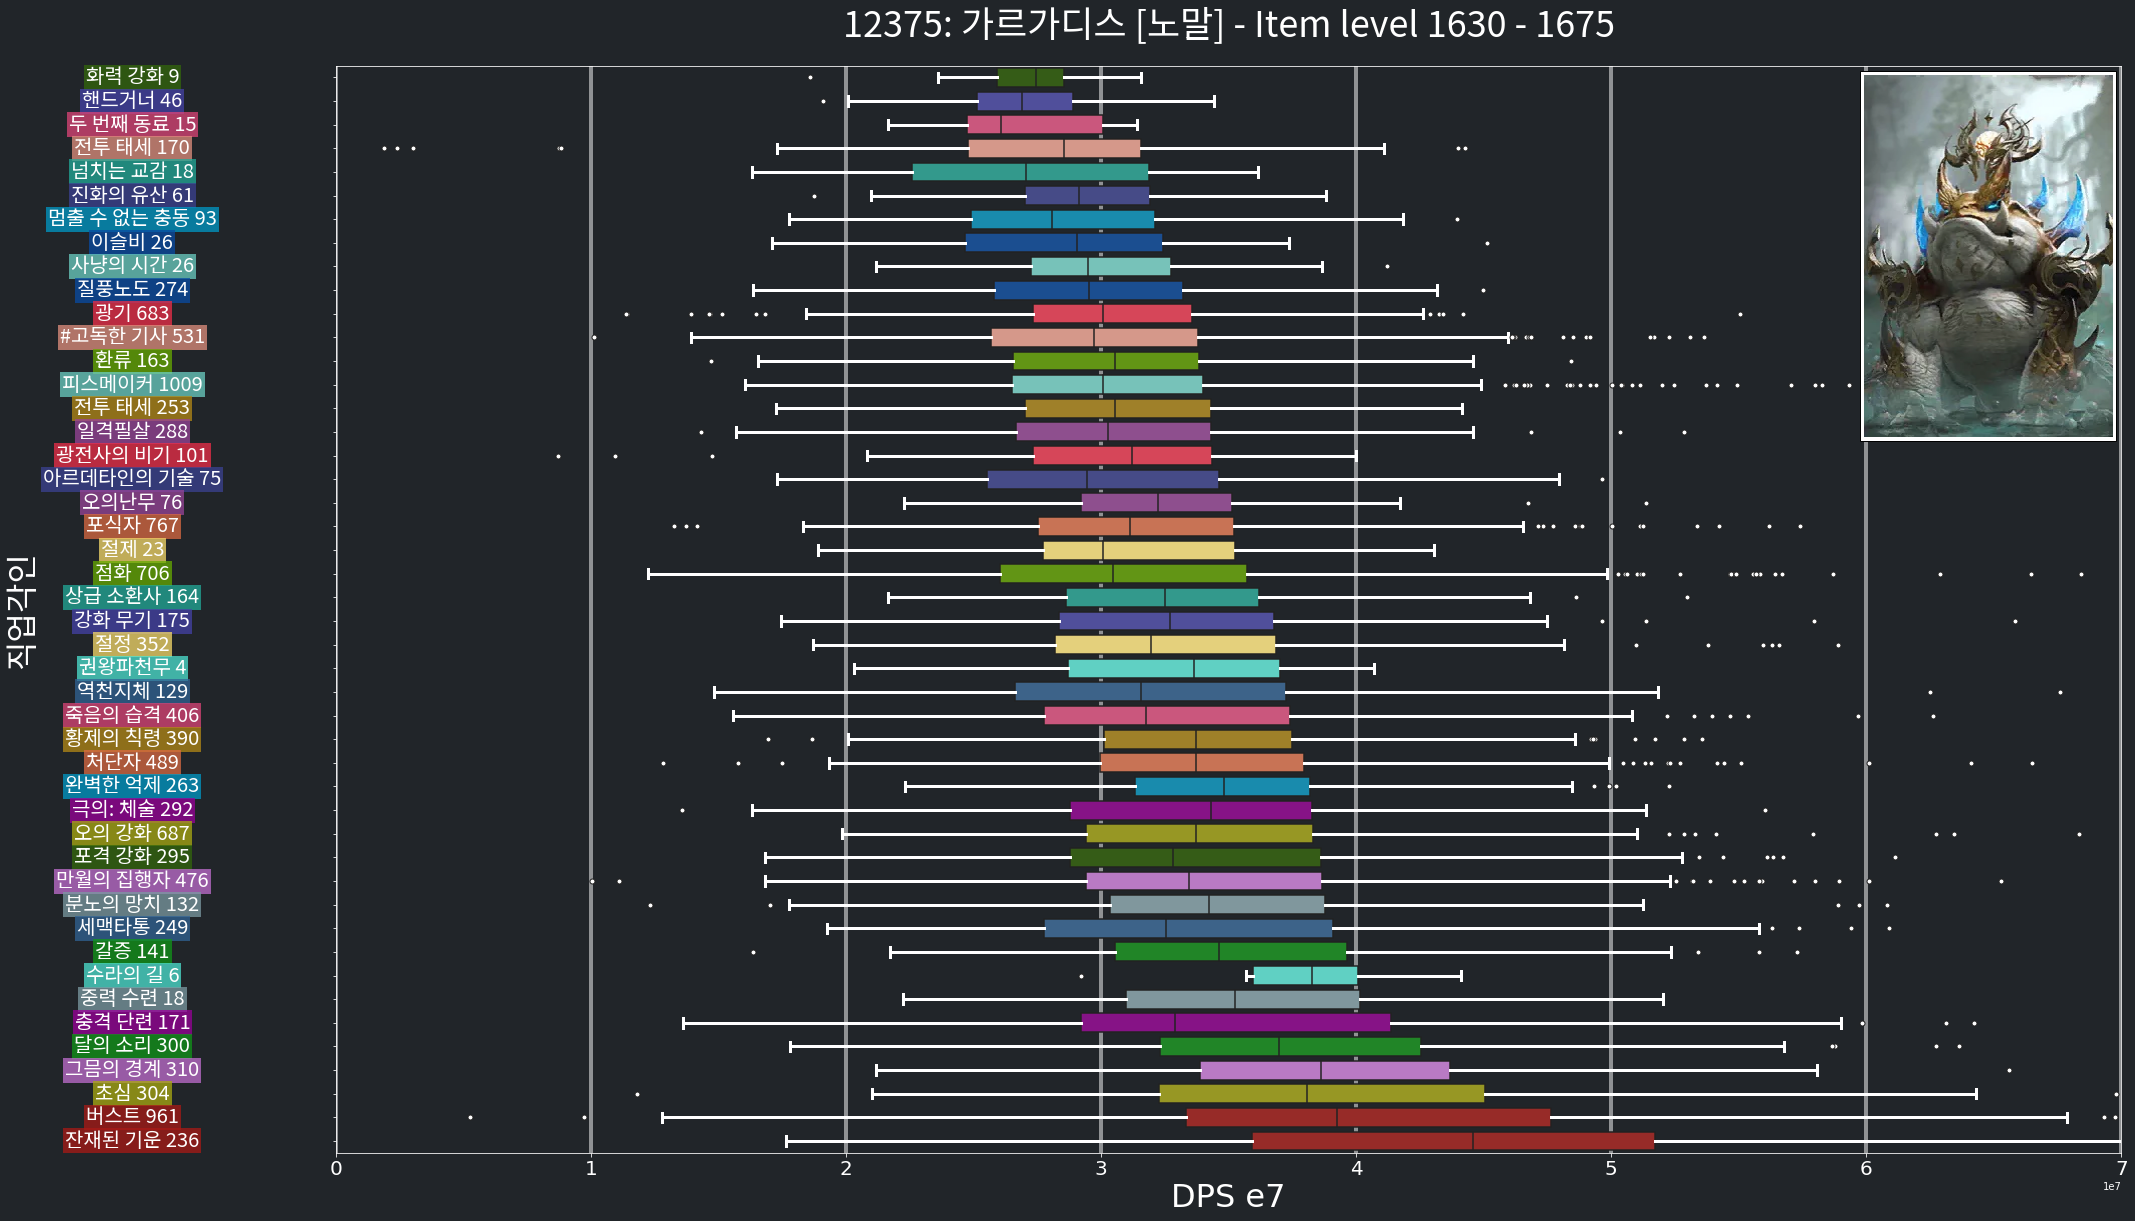 12375: 가르가디스 [노말] - Item level 1630 - 1675
화력 강화 9
핸드거너 46
두 번째 동료 15
전투 태세 170
넘치는 교감 18
진화의 유산 61
멈출 수 없는 충동 93
이슬비 26
사냥의 시간 26
질풍노도 274
광기 683
#고독한 기사 531
환류 163
피스메이커 1009
전투 태세 253
일격필살 288
광전사의 비기 101
아르데타인의 기술 75
오의난무 76
포식자 767
절제 23
점화 706
상급 소환사 164
강화 무기 175
절정 352
권왕파천무 4
역천지체 129
죽음의 습격 406
황제의 칙령 390
처단자 489
완벽한 억제 263
극의: 체술 292
오의 강화 687
포격 강화 295
만월의 집행자 476
분노의 망치 132
세맥타통 249
갈증 141
수라의 길 6
중력 수련 18
충격 단련 171
달의 소리 300
그믐의 경계 310
초심 304
버스트 961
잔재된 기운 236
직업각인
0 1 2 3 4 5 6 7
1e7
DPS e7